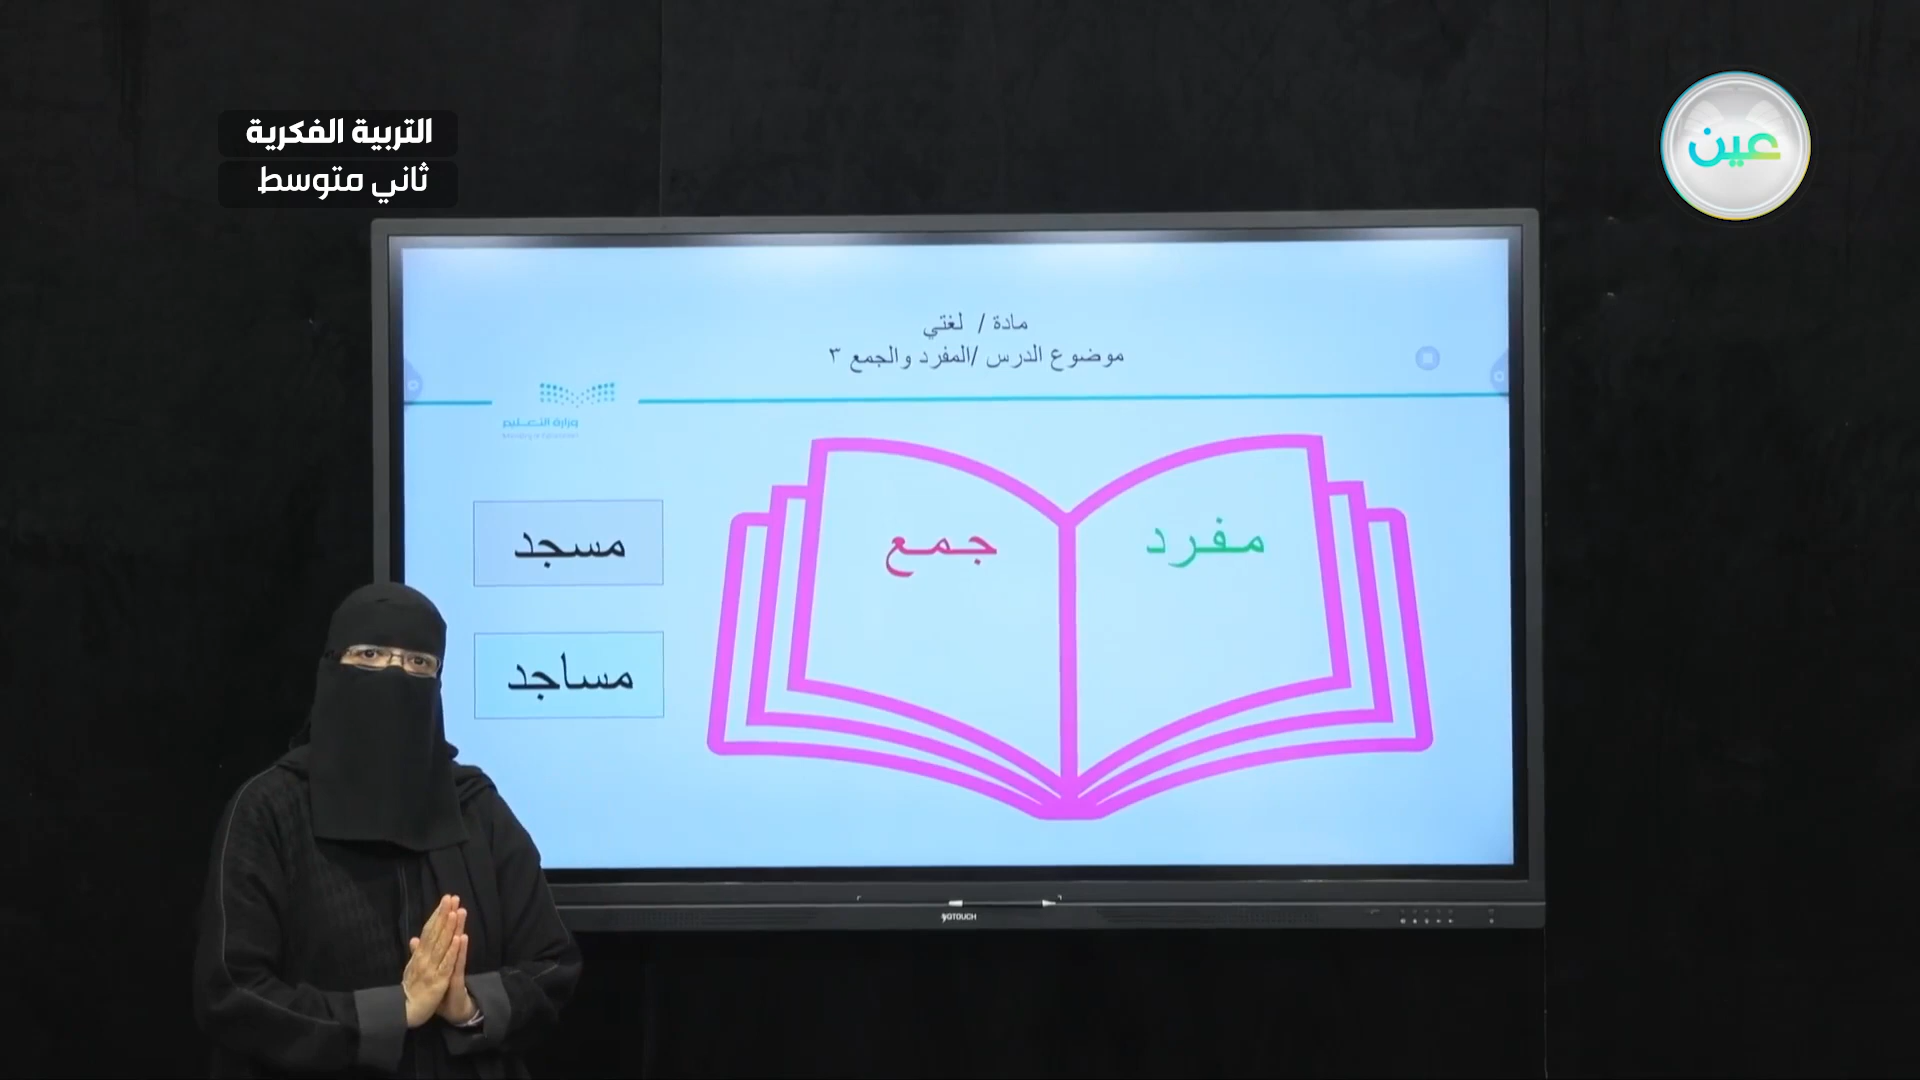 التربية الفكرية
ثاني متوسط
عين
مادة / لغتي
موضوع الدرس /المفرد والجمع ٣
وزارة التعليم
مفرد
جمع
مسجد
مساجد